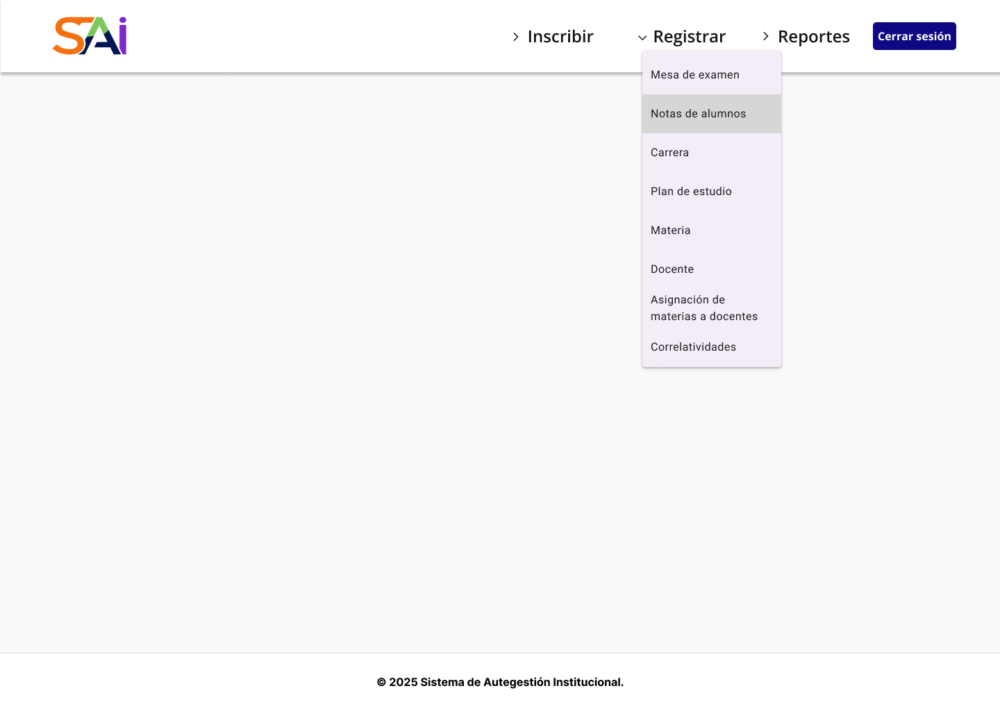 SAi
Inscribir
Registrar
Reportes
Cerrar sesión
Mesa de examen
Notas de alumnos
Carrera
Plan de estudio
Materia
Docente
Asignación de
materias a docentes
Correlatividades
© 2025 Sistema de Autegestión Institucional.